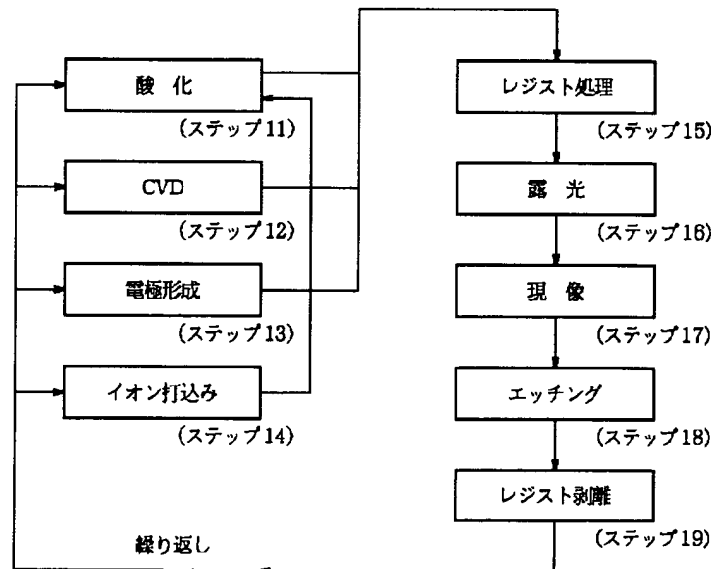 酸 化
(ステップ11)
CVD
(ステップ12)
電極形成
(ステップ13)
イオン打込み
(ステップ14)
繰り返し
レジスト処理
(ステップ15)
露 光
(ステップ16)
現 像
(ステップ17)
エッチング
(ステップ18)
レジスト剥離
(ステップ19)